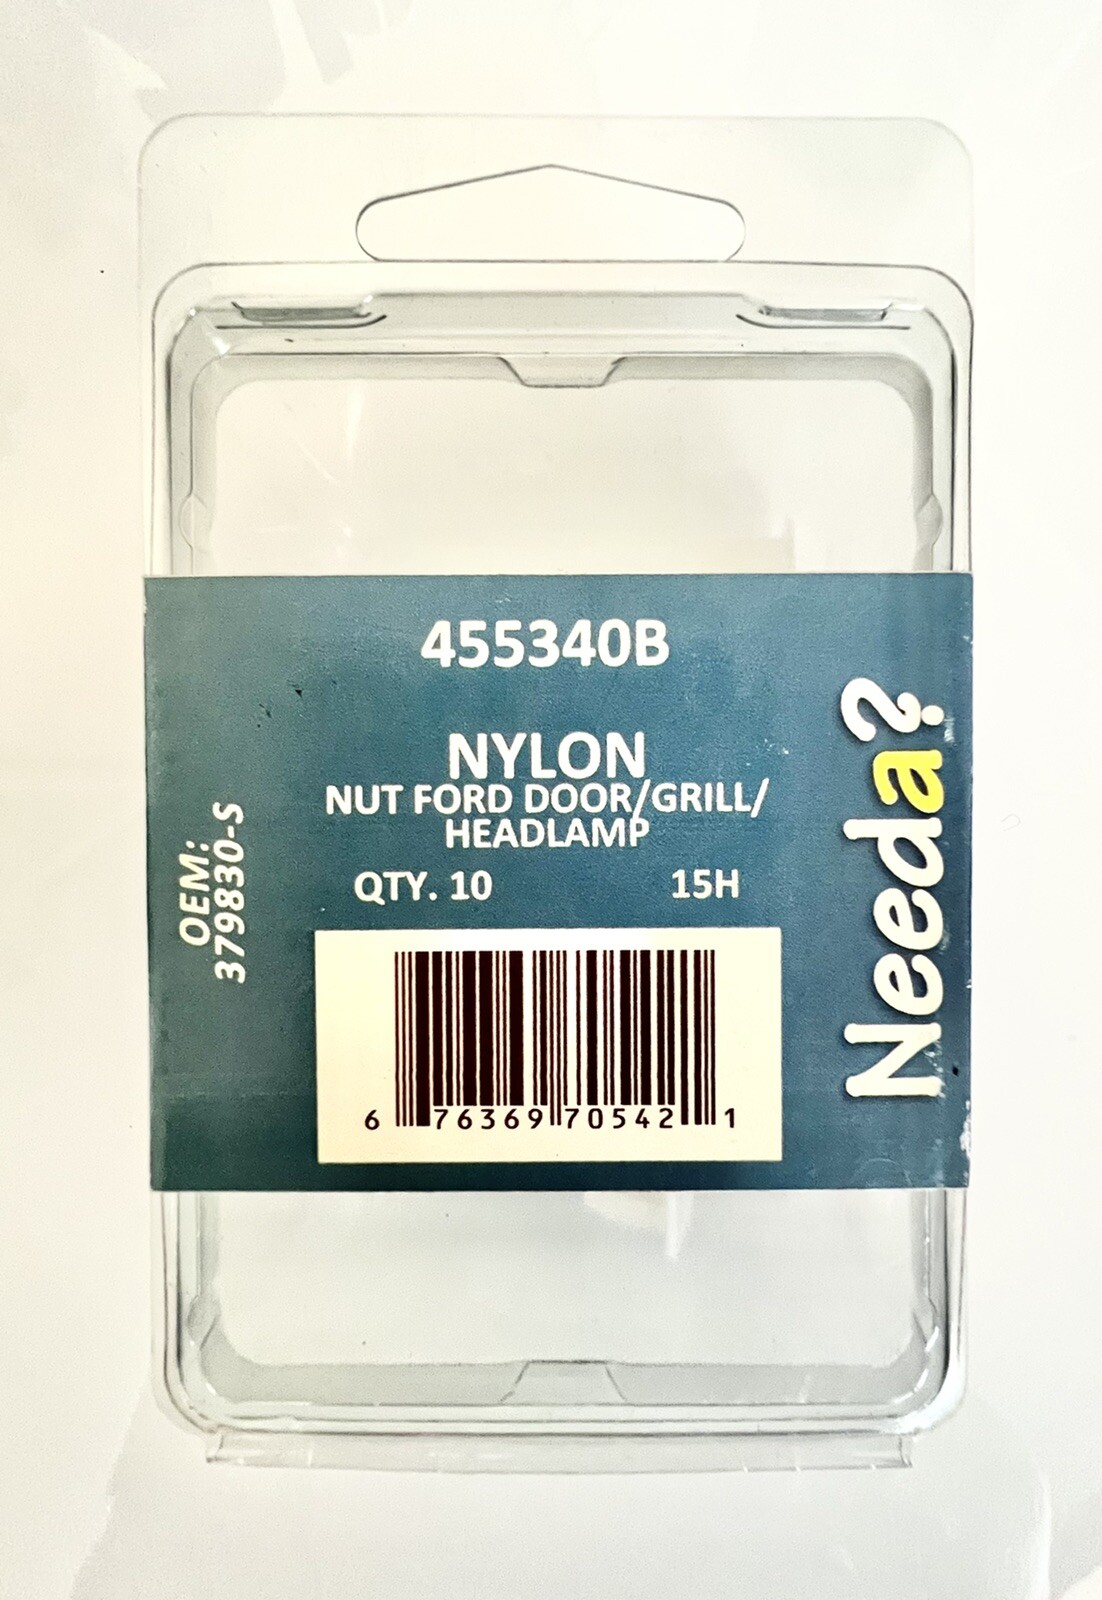 455340B
NYLON
NUT FORD DOOR/GRILL/
HEADLAMP
QTY. 10 15H
OEM:
379830-S
Needa?
6 76369 70542 1